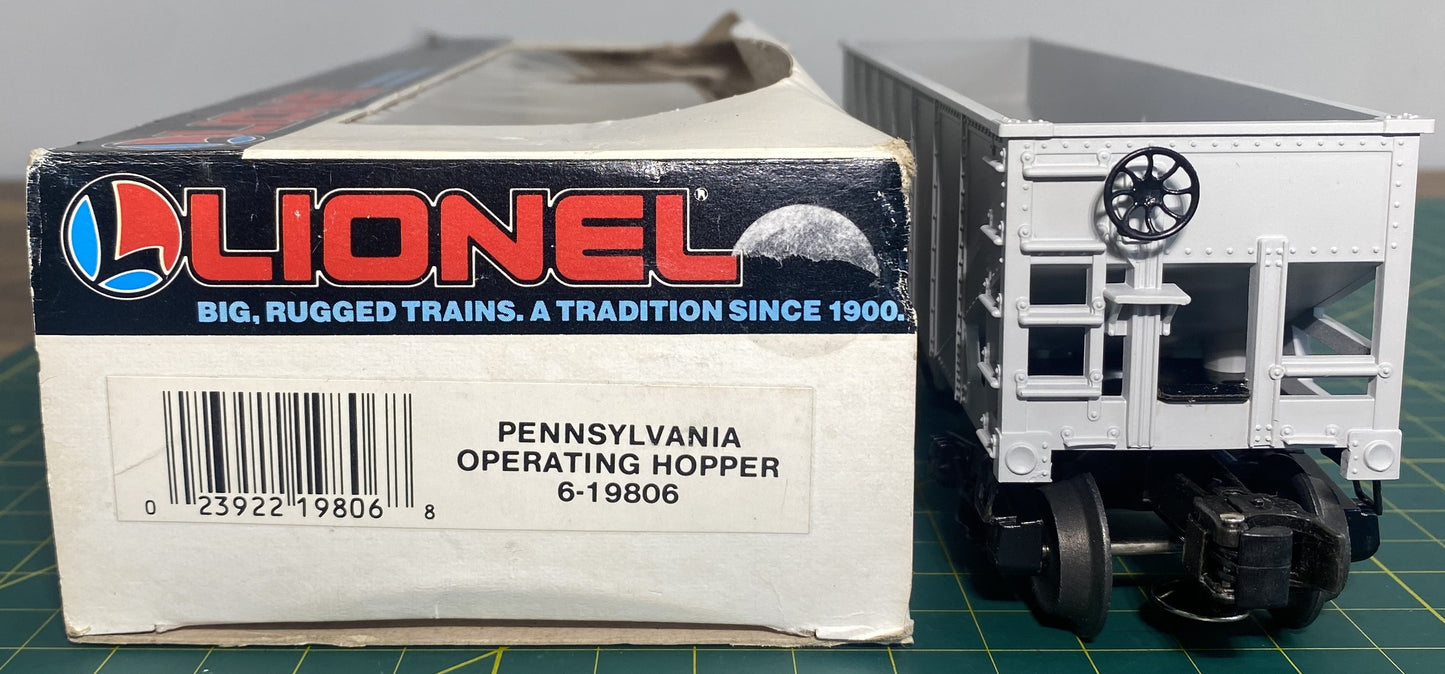 LIONEL
BIG, RUGGED TRAINS. A TRADITION SINCE 1900.
PENNSYLVANIA
OPERATING HOPPER
6-19806
0 23922 19806 8